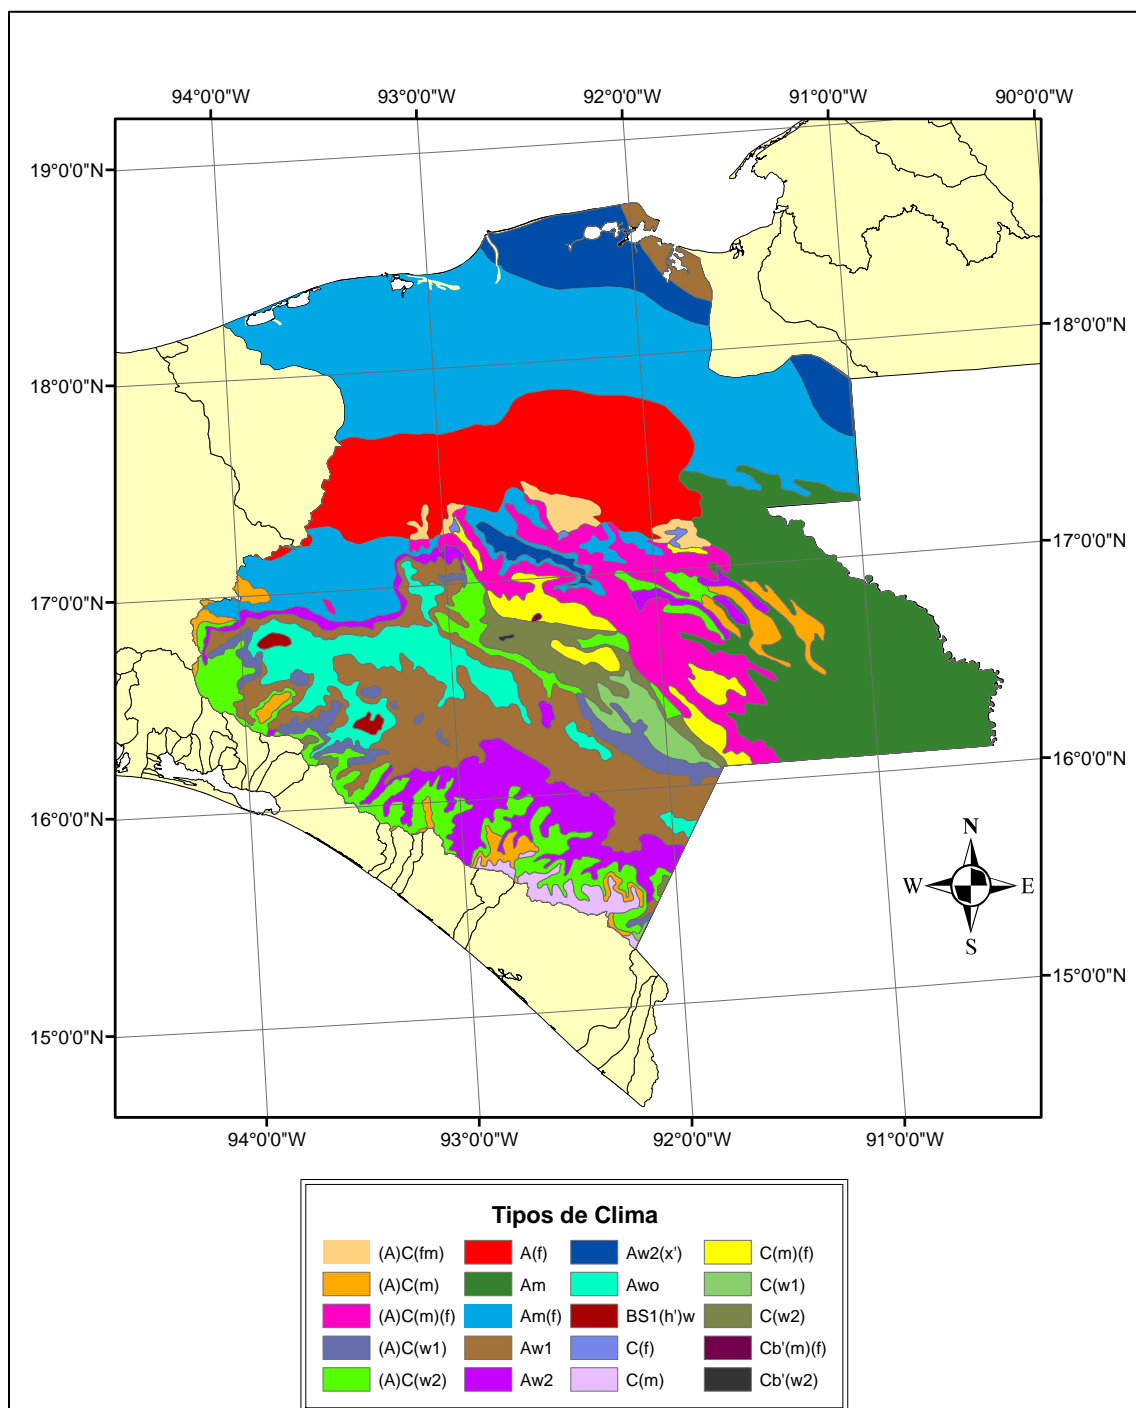 94°0'0"W 93°0'0"W 92°0'0"W 91°0'0"W 90°0'0"W
19°0'0"N
18°0'0"N
18°0'0"N
17°0'0"N
17°0'0"N
16°0'0"N
16°0'0"N
15°0'0"N
15°0'0"N
N
W E
S
94°0'0"W 93°0'0"W 92°0'0"W 91°0'0"W
Tipos de Clima
(A)C(fm) A(f) Aw2(x') C(m)(f)
(A)C(m) Am Awo C(w1)
(A)C(m)(f) Am(f) BS1(h')w C(w2)
(A)C(w1) Aw1 C(f) Cb'(m)(f)
(A)C(w2) Aw2 C(m) Cb'(w2)